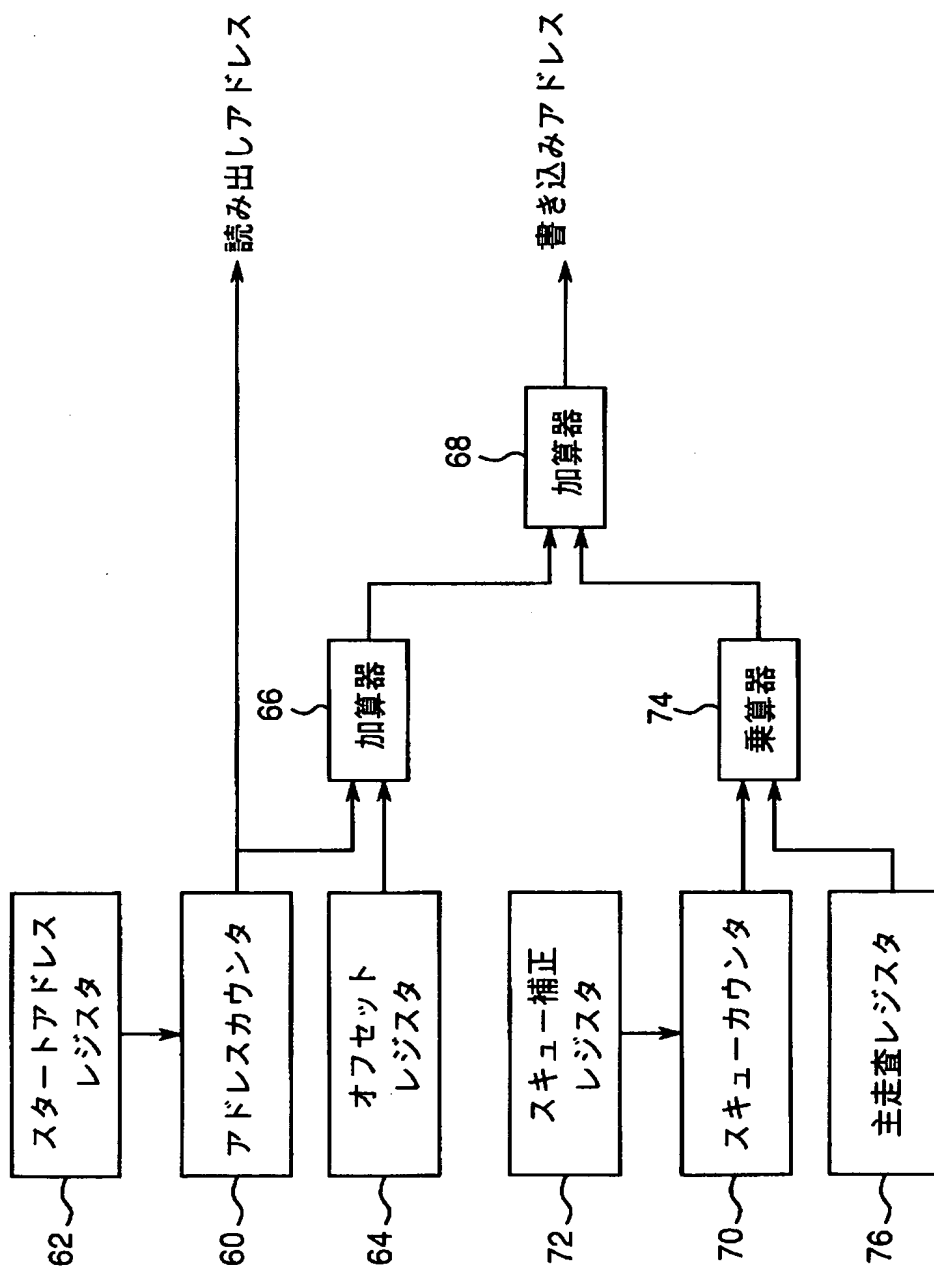 62
スタートアドレス
レジスタ
60
アドレスカウンタ
読み出しアドレス
64
オフセット
レジスタ
66
加算器
68
加算器
書き込みアドレス
72
スキュー補正
レジスタ
70
スキューカウンタ
74
乗算器
76
主走査レジスタ